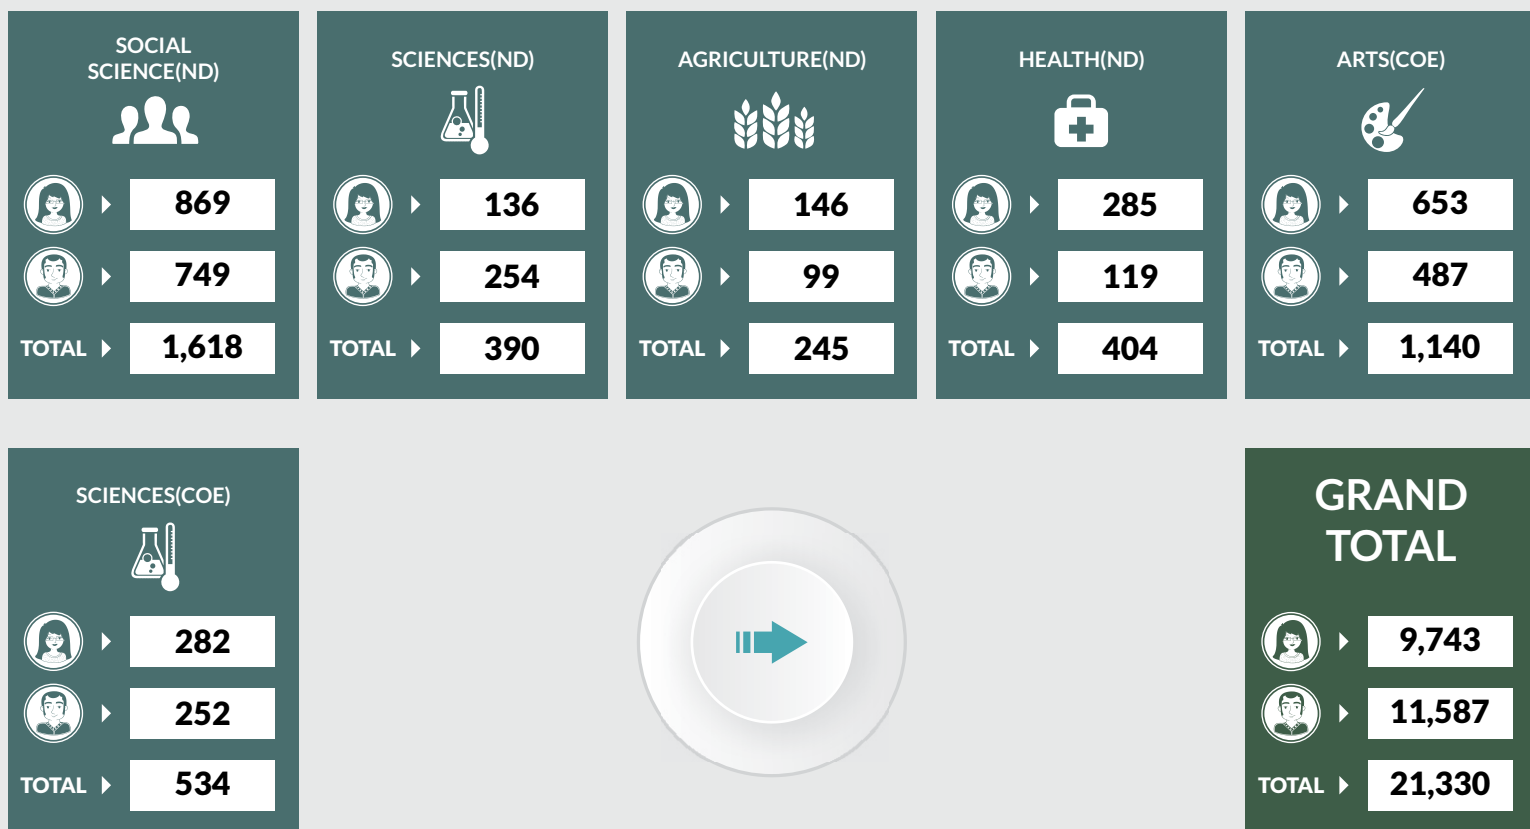 SOCIAL
SCIENCE(ND)
869
749
TOTAL 1,618
SCIENCES(ND)
136
254
TOTAL 390
AGRICULTURE(ND)
146
99
TOTAL 245
HEALTH(ND)
285
119
TOTAL 404
ARTS(COE)
653
487
TOTAL 1,140
SCIENCES(COE)
282
252
TOTAL 534
GRAND
TOTAL
9,743
11,587
TOTAL 21,330